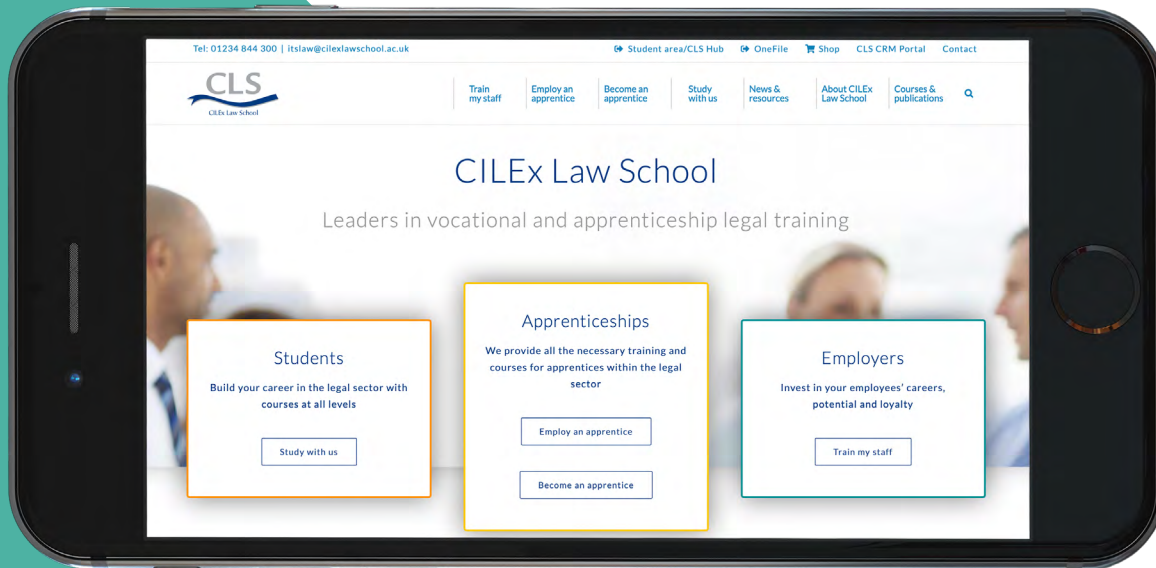 Tel: 01234 844 300 | itslaw@cilexlawschool.ac.uk
Student area/CLS Hub OneFile Shop CLS CRM Portal Contact
CLS
CILEx Law School
Train
my staff
Employ an
apprentice
Become an
apprentice
Study
with us
News &
resources
About CILEx
Law School
Courses &
publications
CILEx Law School
Leaders in vocational and apprenticeship legal training
Students
Build your career in the legal sector with
courses at all levels
Study with us
Apprenticeships
We provide all the necessary training and
courses for apprentices within the legal
sector
Employ an apprentice
Become an apprentice
Employers
Invest in your employees' careers,
potential and loyalty
Train my staff